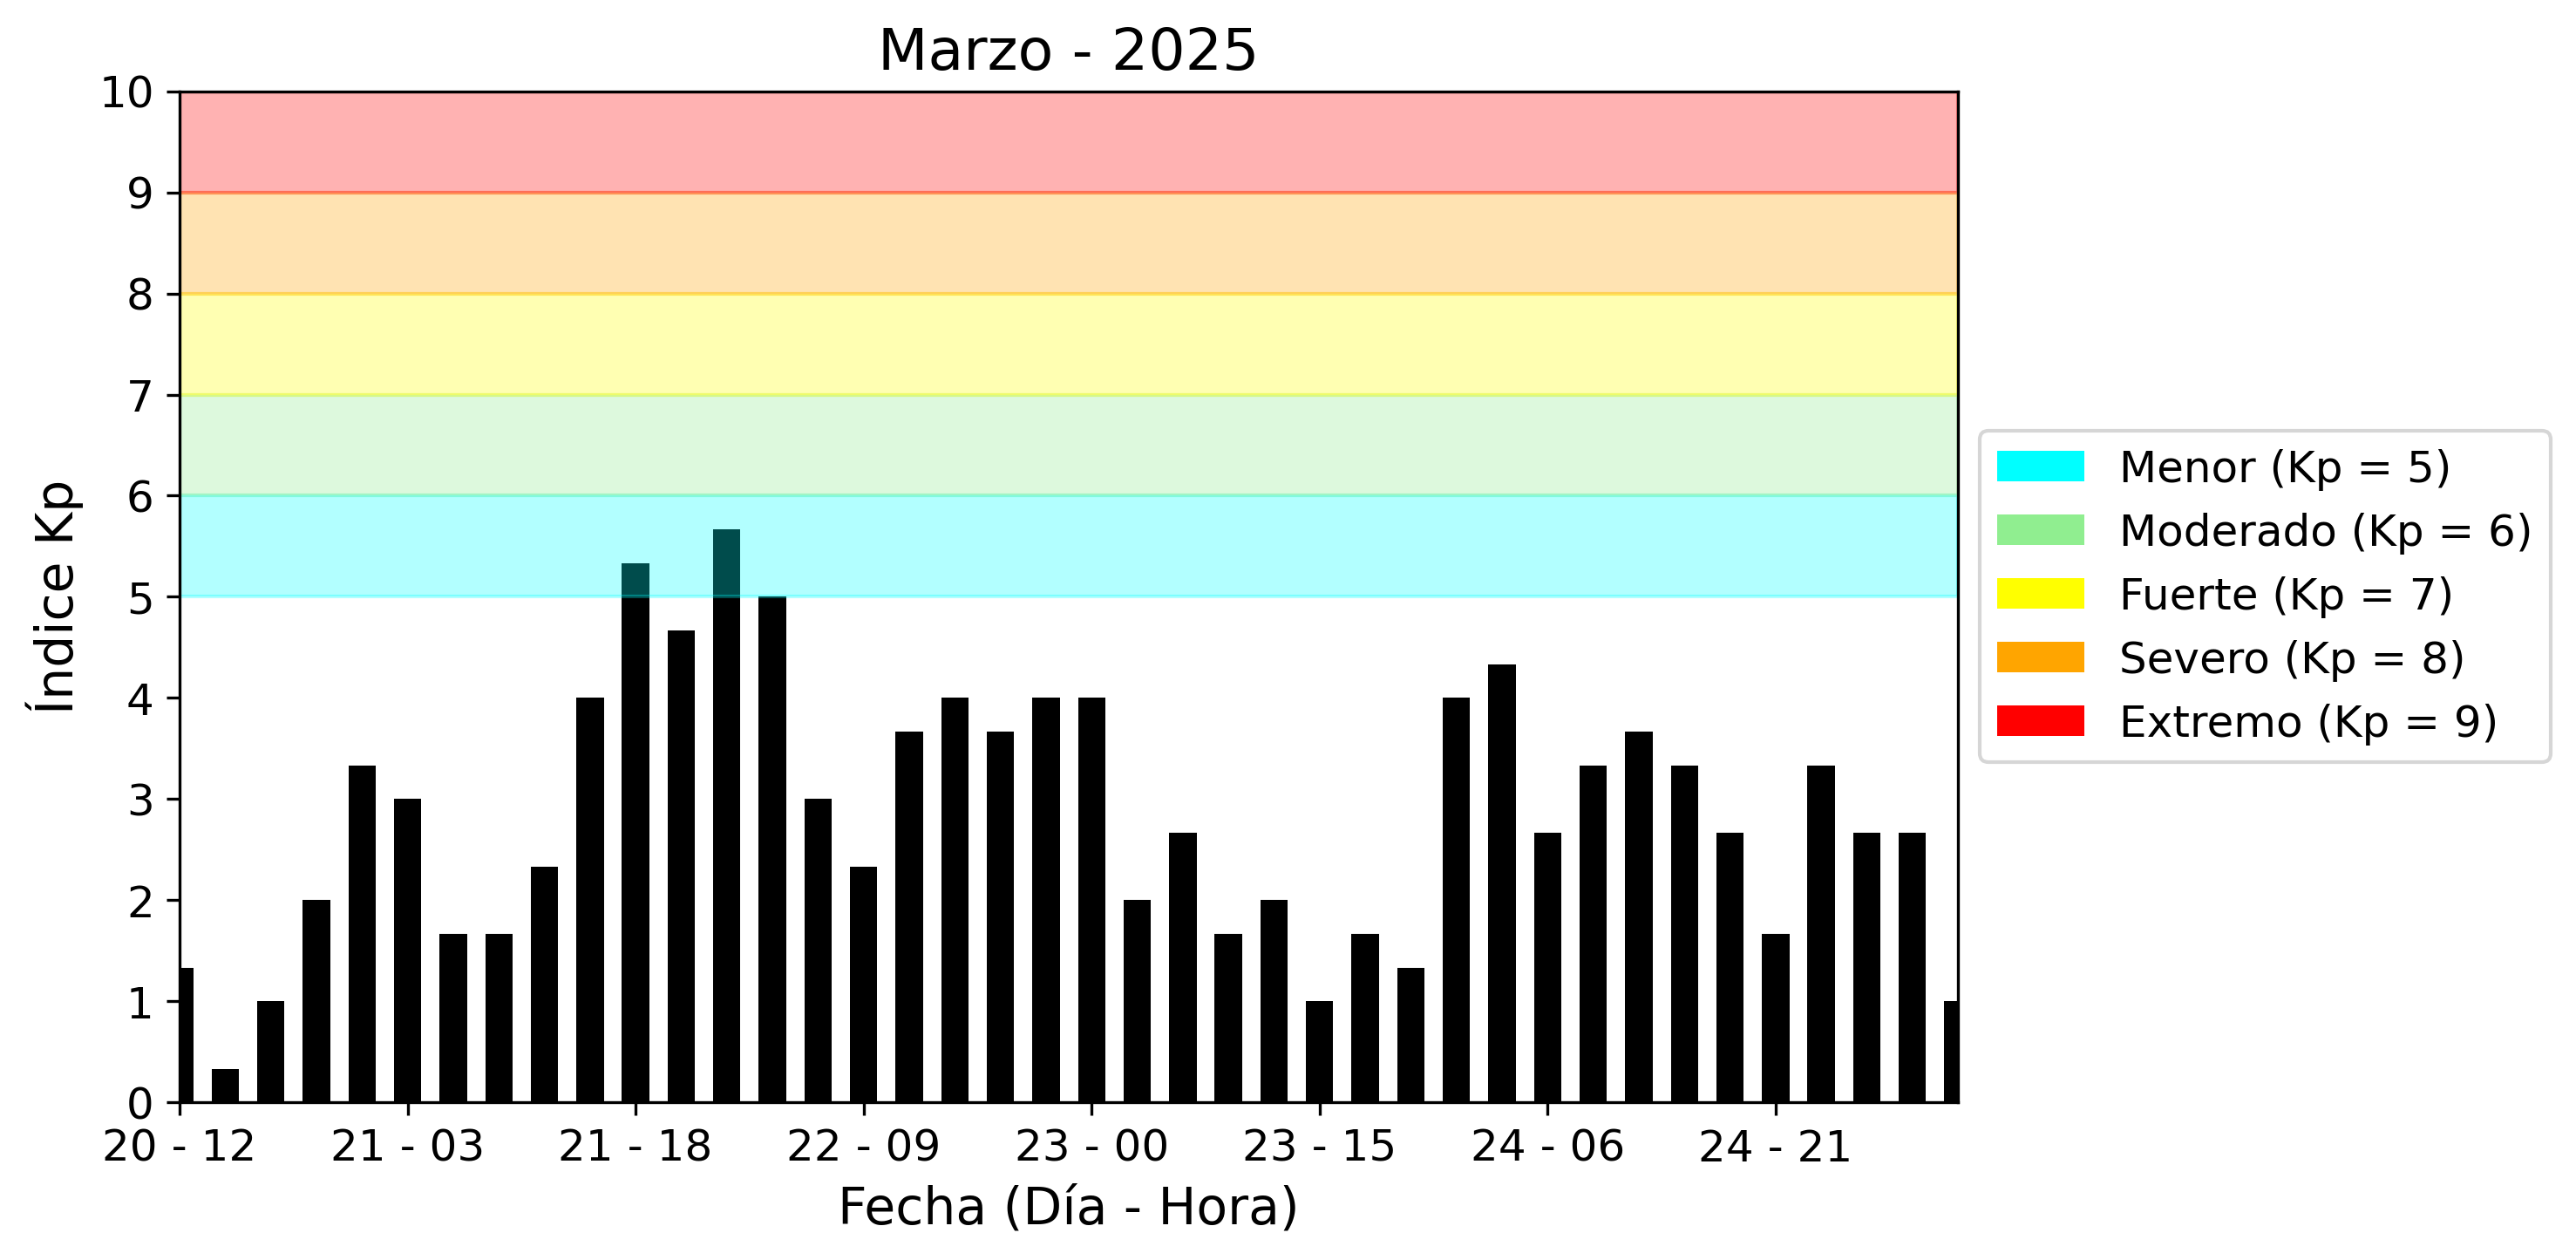 Marzo - 2025
10
9
8
7
6
5
4
3
2
1
0
Índice Kp
20 - 12
21 - 03
21 - 18
22 - 09
23 - 00
23 - 15
24 - 06
24 - 21
Fecha (Día - Hora)
Menor (Kp = 5)
Moderado (Kp = 6)
Fuerte (Kp = 7)
Severo (Kp = 8)
Extremo (Kp = 9)